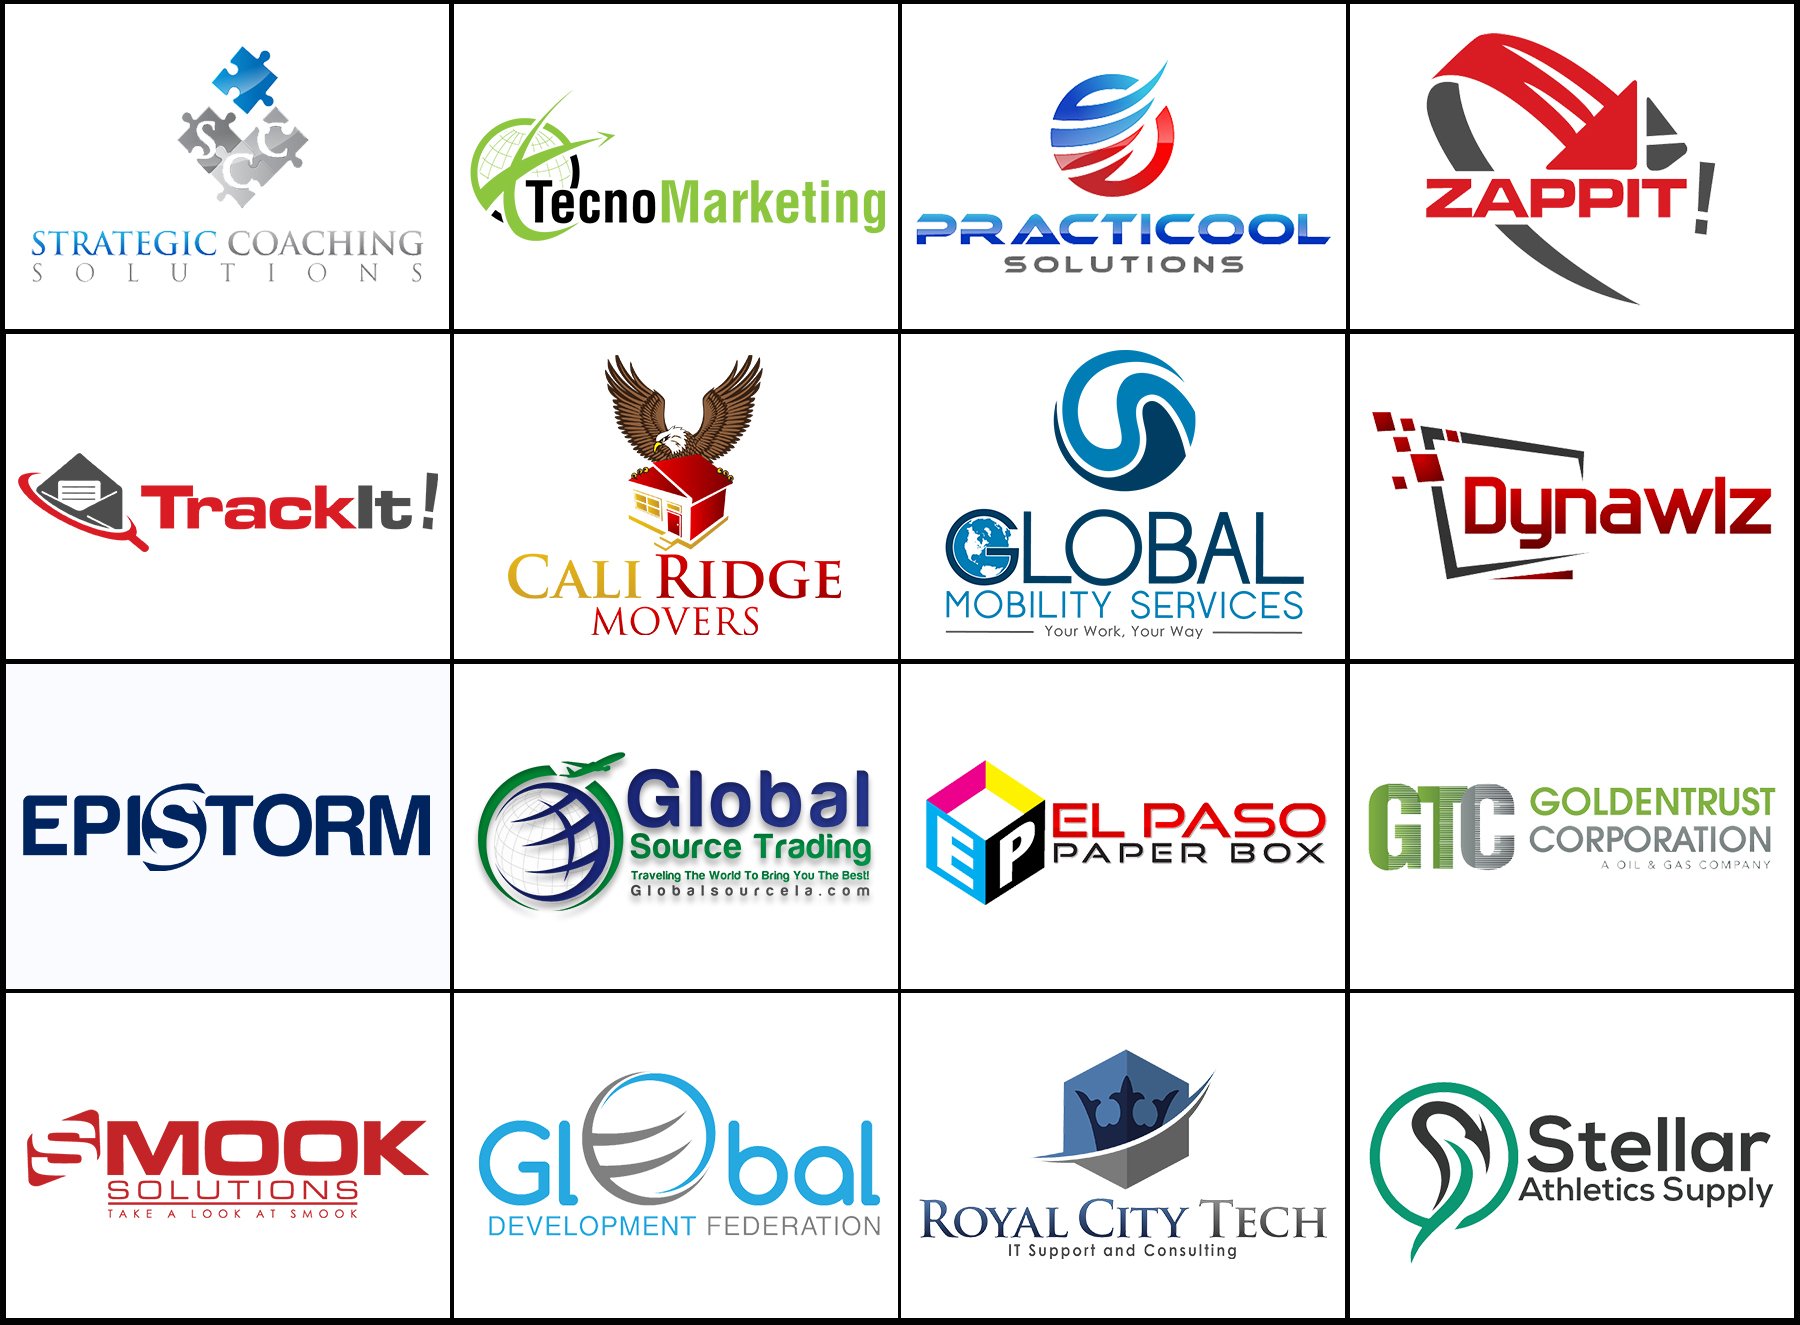 SCC
C
STRATEGIC COACHING
SOLUTIONS
TecnoMarketing
PRACTICOOL
SOLUTIONS
ZAPPIT!
TrackIt!
CALI RIDGE
MOVERS
GLOBAL
MOBILITY SERVICES
Your Work, Your Way
Dynawlz
EPISTORM
Global
Source Trading
Traveling The World To Bring You The Best!
Globalsourcela.com
EP
EL PASO
PAPER BOX
GTC
GOLDENTRUST
CORPORATION
A OIL & GAS COMPANY
SMOOK
SOLUTIONS
TAKE A LOOK AT SMOOK
Global
DEVELOPMENT FEDERATION
ROYAL CITY TECH
IT Support and Consulting
Stellar
Athletics Supply